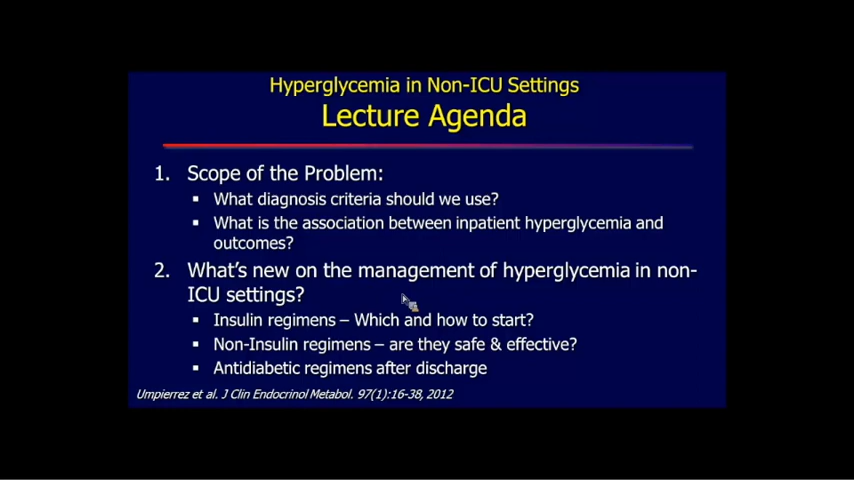 Hyperglycemia in Non-ICU Settings
Lecture Agenda
1. Scope of the Problem:
▪ What diagnosis criteria should we use?
▪ What is the association between inpatient hyperglycemia and
outcomes?
2. What's new on the management of hyperglycemia in non-
ICU settings?
▪ Insulin regimens – Which and how to start?
▪ Non-Insulin regimens – are they safe & effective?
▪ Antidiabetic regimens after discharge
Umpierrez et al. J Clin Endocrinol Metabol. 97(1):16-38, 2012